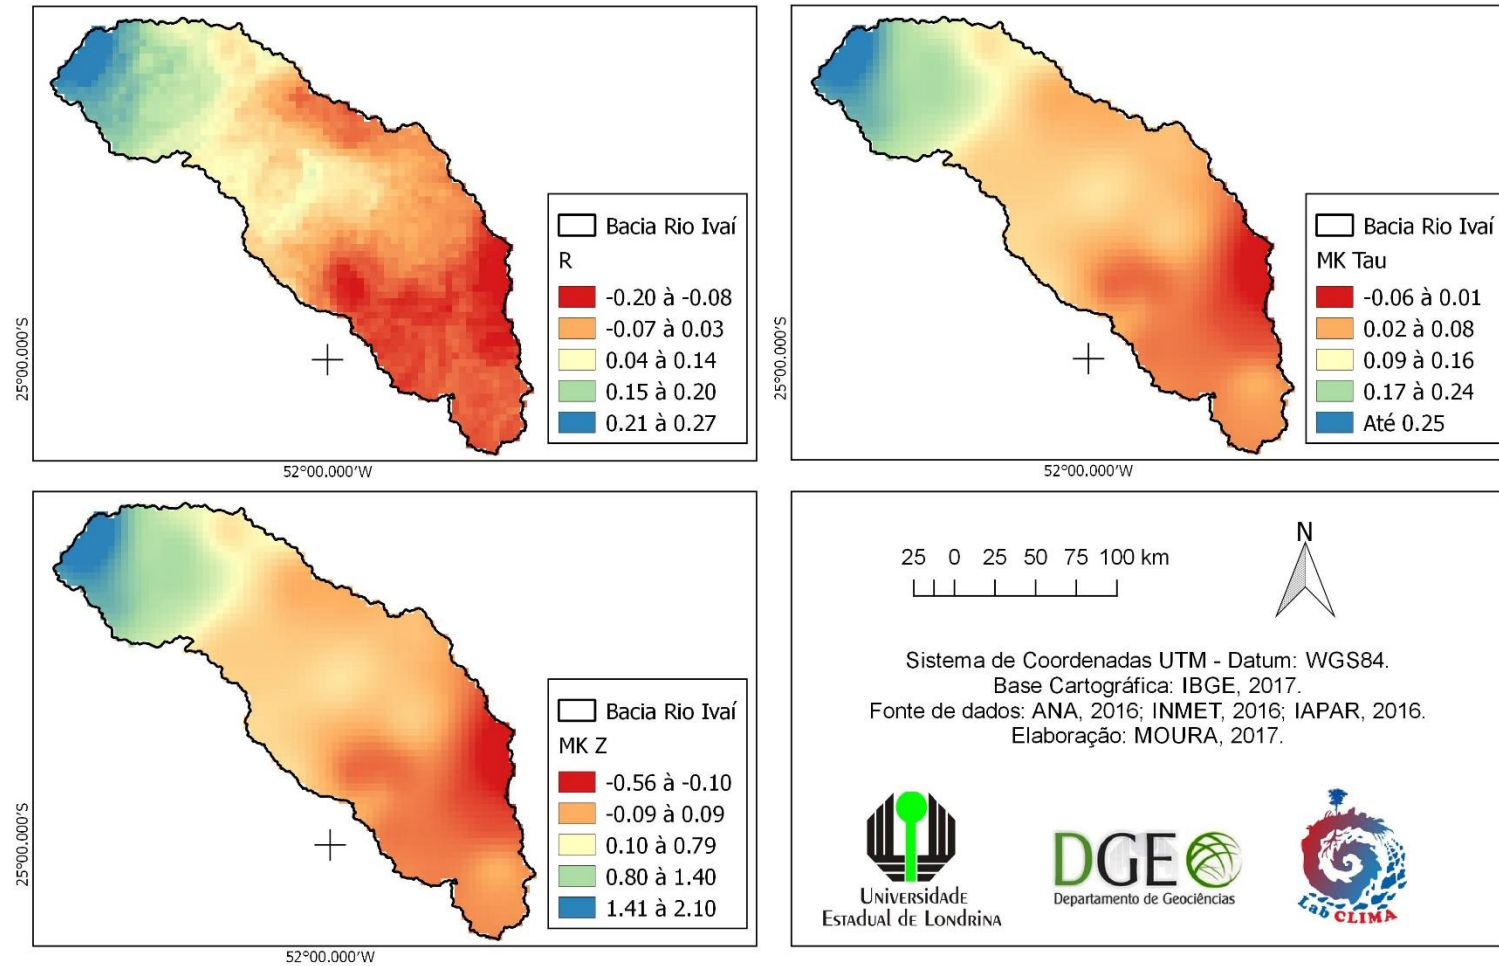 Bacia Rio Ivaí
R
-0.20 à -0.08
-0.07 à 0.03
0.04 à 0.14
0.15 à 0.20
0.21 à 0.27
25°00.000'S
52°00.000'W
Bacia Rio Ivaí
MK Tau
-0.06 à 0.01
0.02 à 0.08
0.09 à 0.16
0.17 à 0.24
Até 0.25
25°00.000'S
52°00.000'W
Bacia Rio Ivaí
MK Z
-0.56 à -0.10
-0.09 à 0.09
0.10 à 0.79
0.80 à 1.40
1.41 à 2.10
25°00.000'S
52°00.000'W
25 0 25 50 75 100 km
N
Sistema de Coordenadas UTM - Datum: WGS84.
Base Cartográfica: IBGE, 2017.
Fonte de dados: ANA, 2016; INMET, 2016; IAPAR, 2016.
Elaboração: MOURA, 2017.
UNIVERSIDADE
ESTADUAL DE LONDRINA
DGEO
Departamento de Geociências
Lab CLIMA